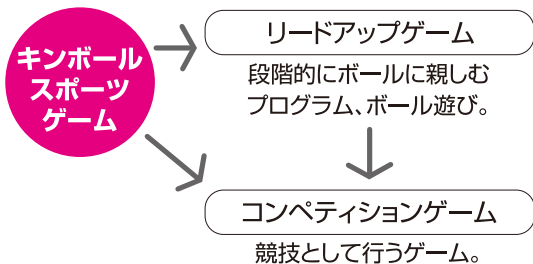 キンボール
スポーツ
ゲーム
リードアップゲーム
段階的にボールに親しむ
プログラム、ボール遊び。
コンペティションゲーム
競技として行うゲーム。